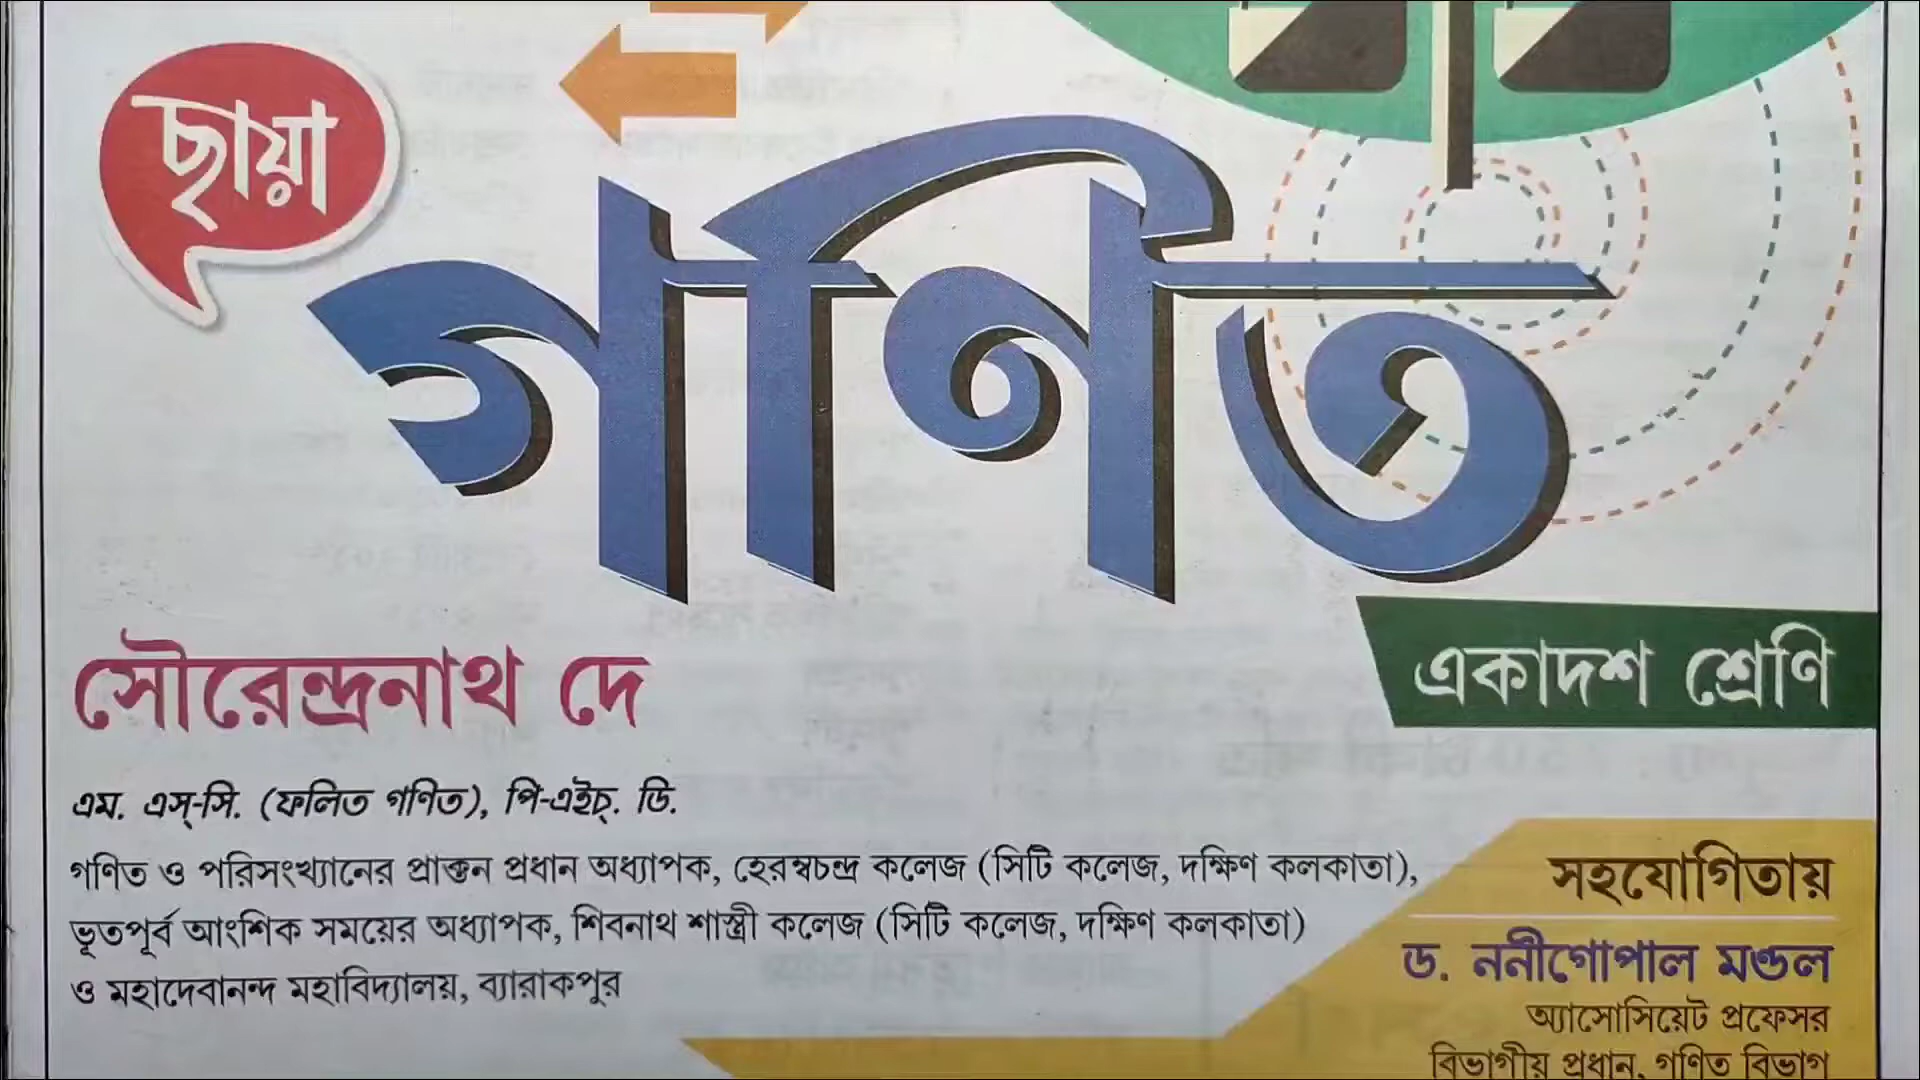 ছায়া
গণিত
একাদশ শ্রেণি
সৌরেন্দ্রনাথ দে
এম. এস্-সি. (ফলিত গণিত), পি-এইচ্. ডি.
গণিত ও পরিসংখ্যানের প্রাক্তন প্রধান অধ্যাপক, হেরম্বচন্দ্র কলেজ (সিটি কলেজ, দক্ষিণ কলকাতা),
ভূতপূর্ব আংশিক সময়ের অধ্যাপক, শিবনাথ শাস্ত্রী কলেজ (সিটি কলেজ, দক্ষিণ কলকাতা)
ও মহাদেবানন্দ মহাবিদ্যালয়, ব্যারাকপুর
সহযোগিতায়
ড. ননীগোপাল মণ্ডল
অ্যাসোসিয়েট প্রফেসর
বিভাগীয় প্রধান, গণিত বিভাগ